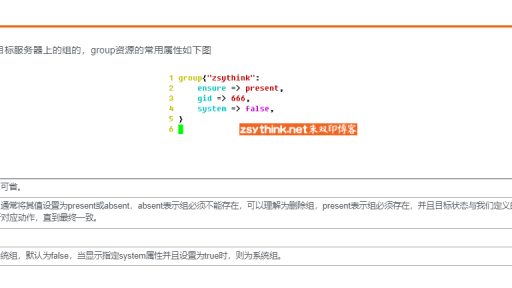 目标服务器上的组的，group资源的常用属性如下图
1 group{"zsythink":
2 ensure => present,
3 gid => 666,
4 system => false,
5 }
6
zsythink.net 朱双印博客
可省。
通常将其值设置为present或absent，absent表示组必须不能存在，可以理解为删除组，present表示组必须存在，并且目标状态与我们定义的
对应动作，直到最终一致。
统组，默认为false，当显示指定system属性并且设置为true时，则为系统组。